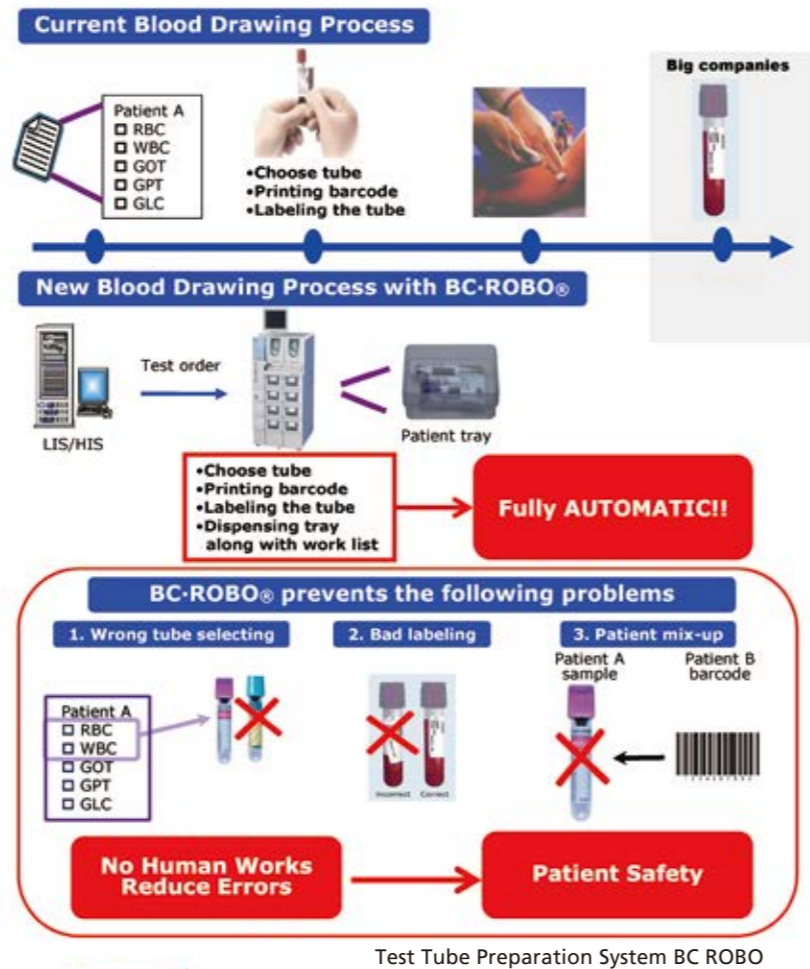 Current Blood Drawing Process
Big companies
Patient A
RBC
WBC
GOT
GPT
GLC
•Choose tube
•Printing barcode
•Labeling the tube
New Blood Drawing Process with BC·ROBO®
Test order
LIS/HIS
Patient tray
•Choose tube
•Printing barcode
•Labeling the tube
•Dispensing tray
along with work list
Fully AUTOMATIC!!
BC·ROBO® prevents the following problems
1. Wrong tube selecting
2. Bad labeling
3. Patient mix-up
Patient A
sample
Patient B
barcode
Patient A
RBC
WBC
GOT
GPT
GLC
Incorrect
Correct
No Human Works
Reduce Errors
Patient Safety
Test Tube Preparation System BC ROBO